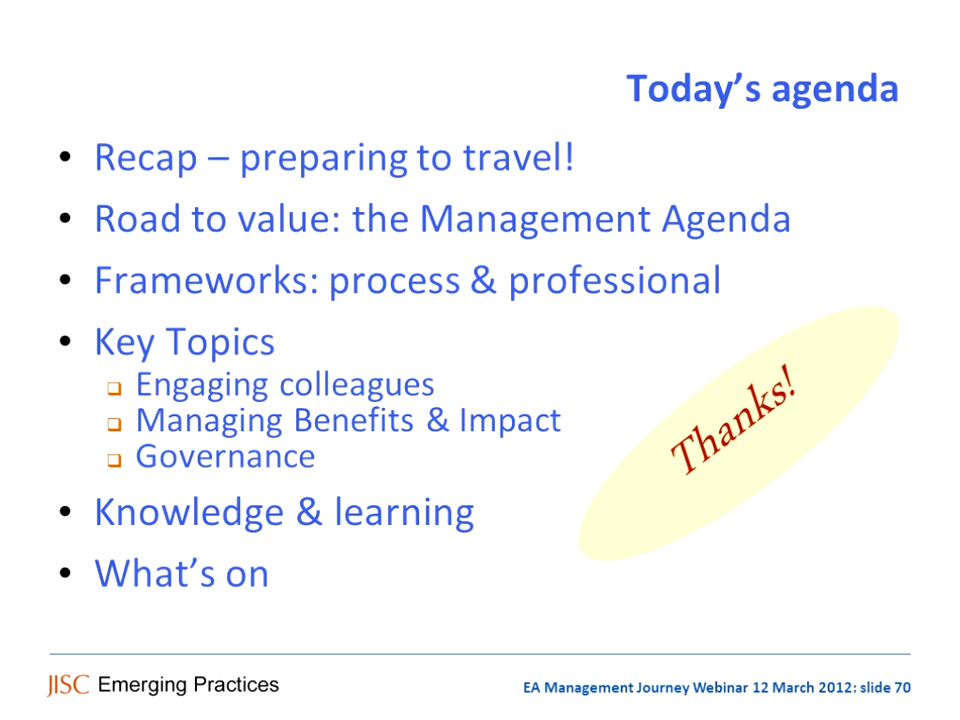 Today’s agenda
• Recap – preparing to travel!
• Road to value: the Management Agenda
• Frameworks: process & professional
• Key Topics
❑ Engaging colleagues
❑ Managing Benefits & Impact
❑ Governance
Thanks!
• Knowledge & learning
• What’s on
JISC Emerging Practices
EA Management Journey Webinar 12 March 2012: slide 70